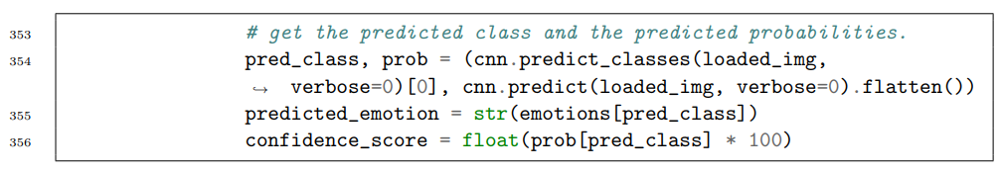 353 # get the predicted class and the predicted probabilities.
354 pred_class, prob = (cnn.predict_classes(loaded_img,
↪ verbose=0)[0], cnn.predict(loaded_img, verbose=0).flatten())
355 predicted_emotion = str(emotions[pred_class])
356 confidence_score = float(prob[pred_class] * 100)